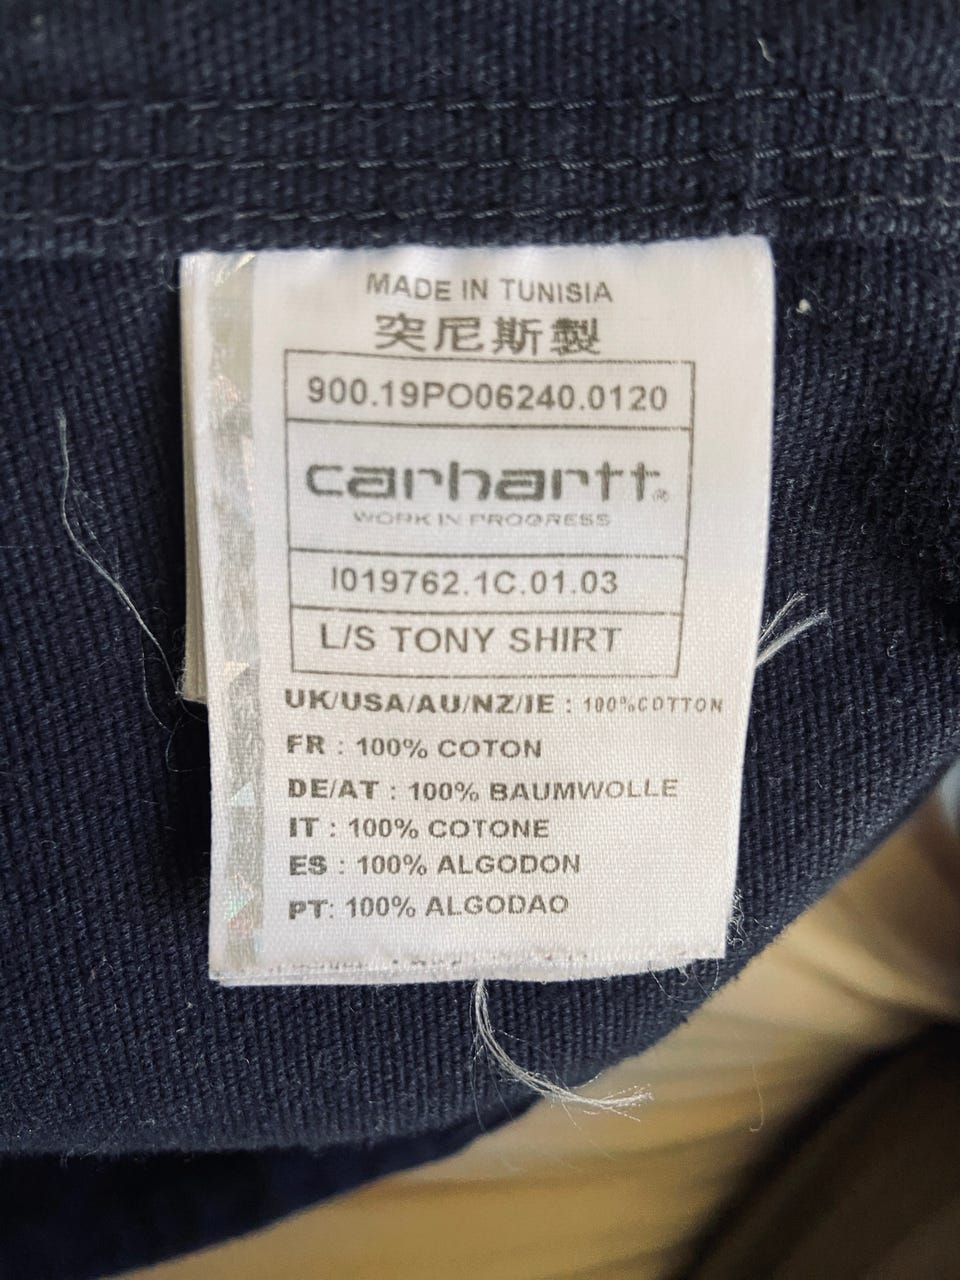 MADE IN TUNISIA
突尼斯製
900.19PO06240.0120
carhartt®
WORK IN PROGRESS
I019762.1C.01.03
L/S TONY SHIRT
UK/USA/AU/NZ/IE : 100%COTTON
FR : 100% COTON
DE/AT : 100% BAUMWOLLE
IT : 100% COTONE
ES : 100% ALGODON
PT: 100% ALGODAO